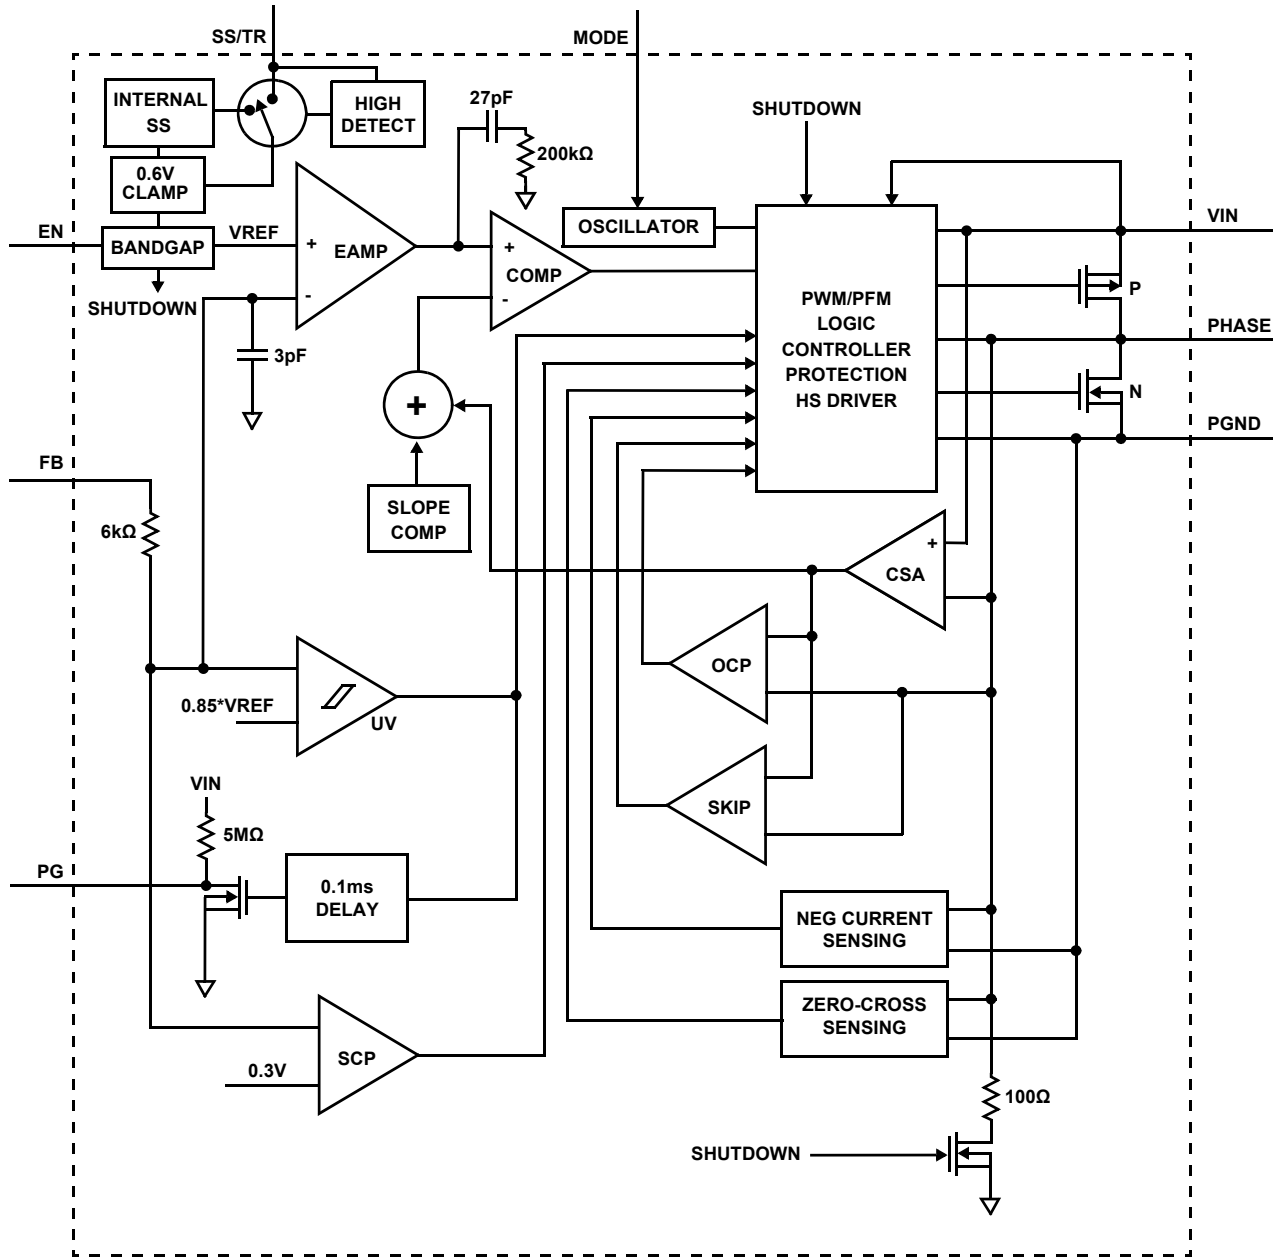 SS/TR
MODE
INTERNAL
SS
HIGH
DETECT
27pF
200kΩ
SHUTDOWN
0.6V
CLAMP
EN
BANDGAP
VREF
SHUTDOWN
+
-
EAMP
+
-
COMP
OSCILLATOR
PWM/PFM
LOGIC
CONTROLLER
PROTECTION
HS DRIVER
VIN
P
PHASE
N
PGND
3pF
+
SLOPE
COMP
FB
6kΩ
+
CSA
OCP
0.85*VREF
UV
SKIP
VIN
5MΩ
PG
0.1ms
DELAY
NEG CURRENT
SENSING
ZERO-CROSS
SENSING
SCP
0.3V
100Ω
SHUTDOWN